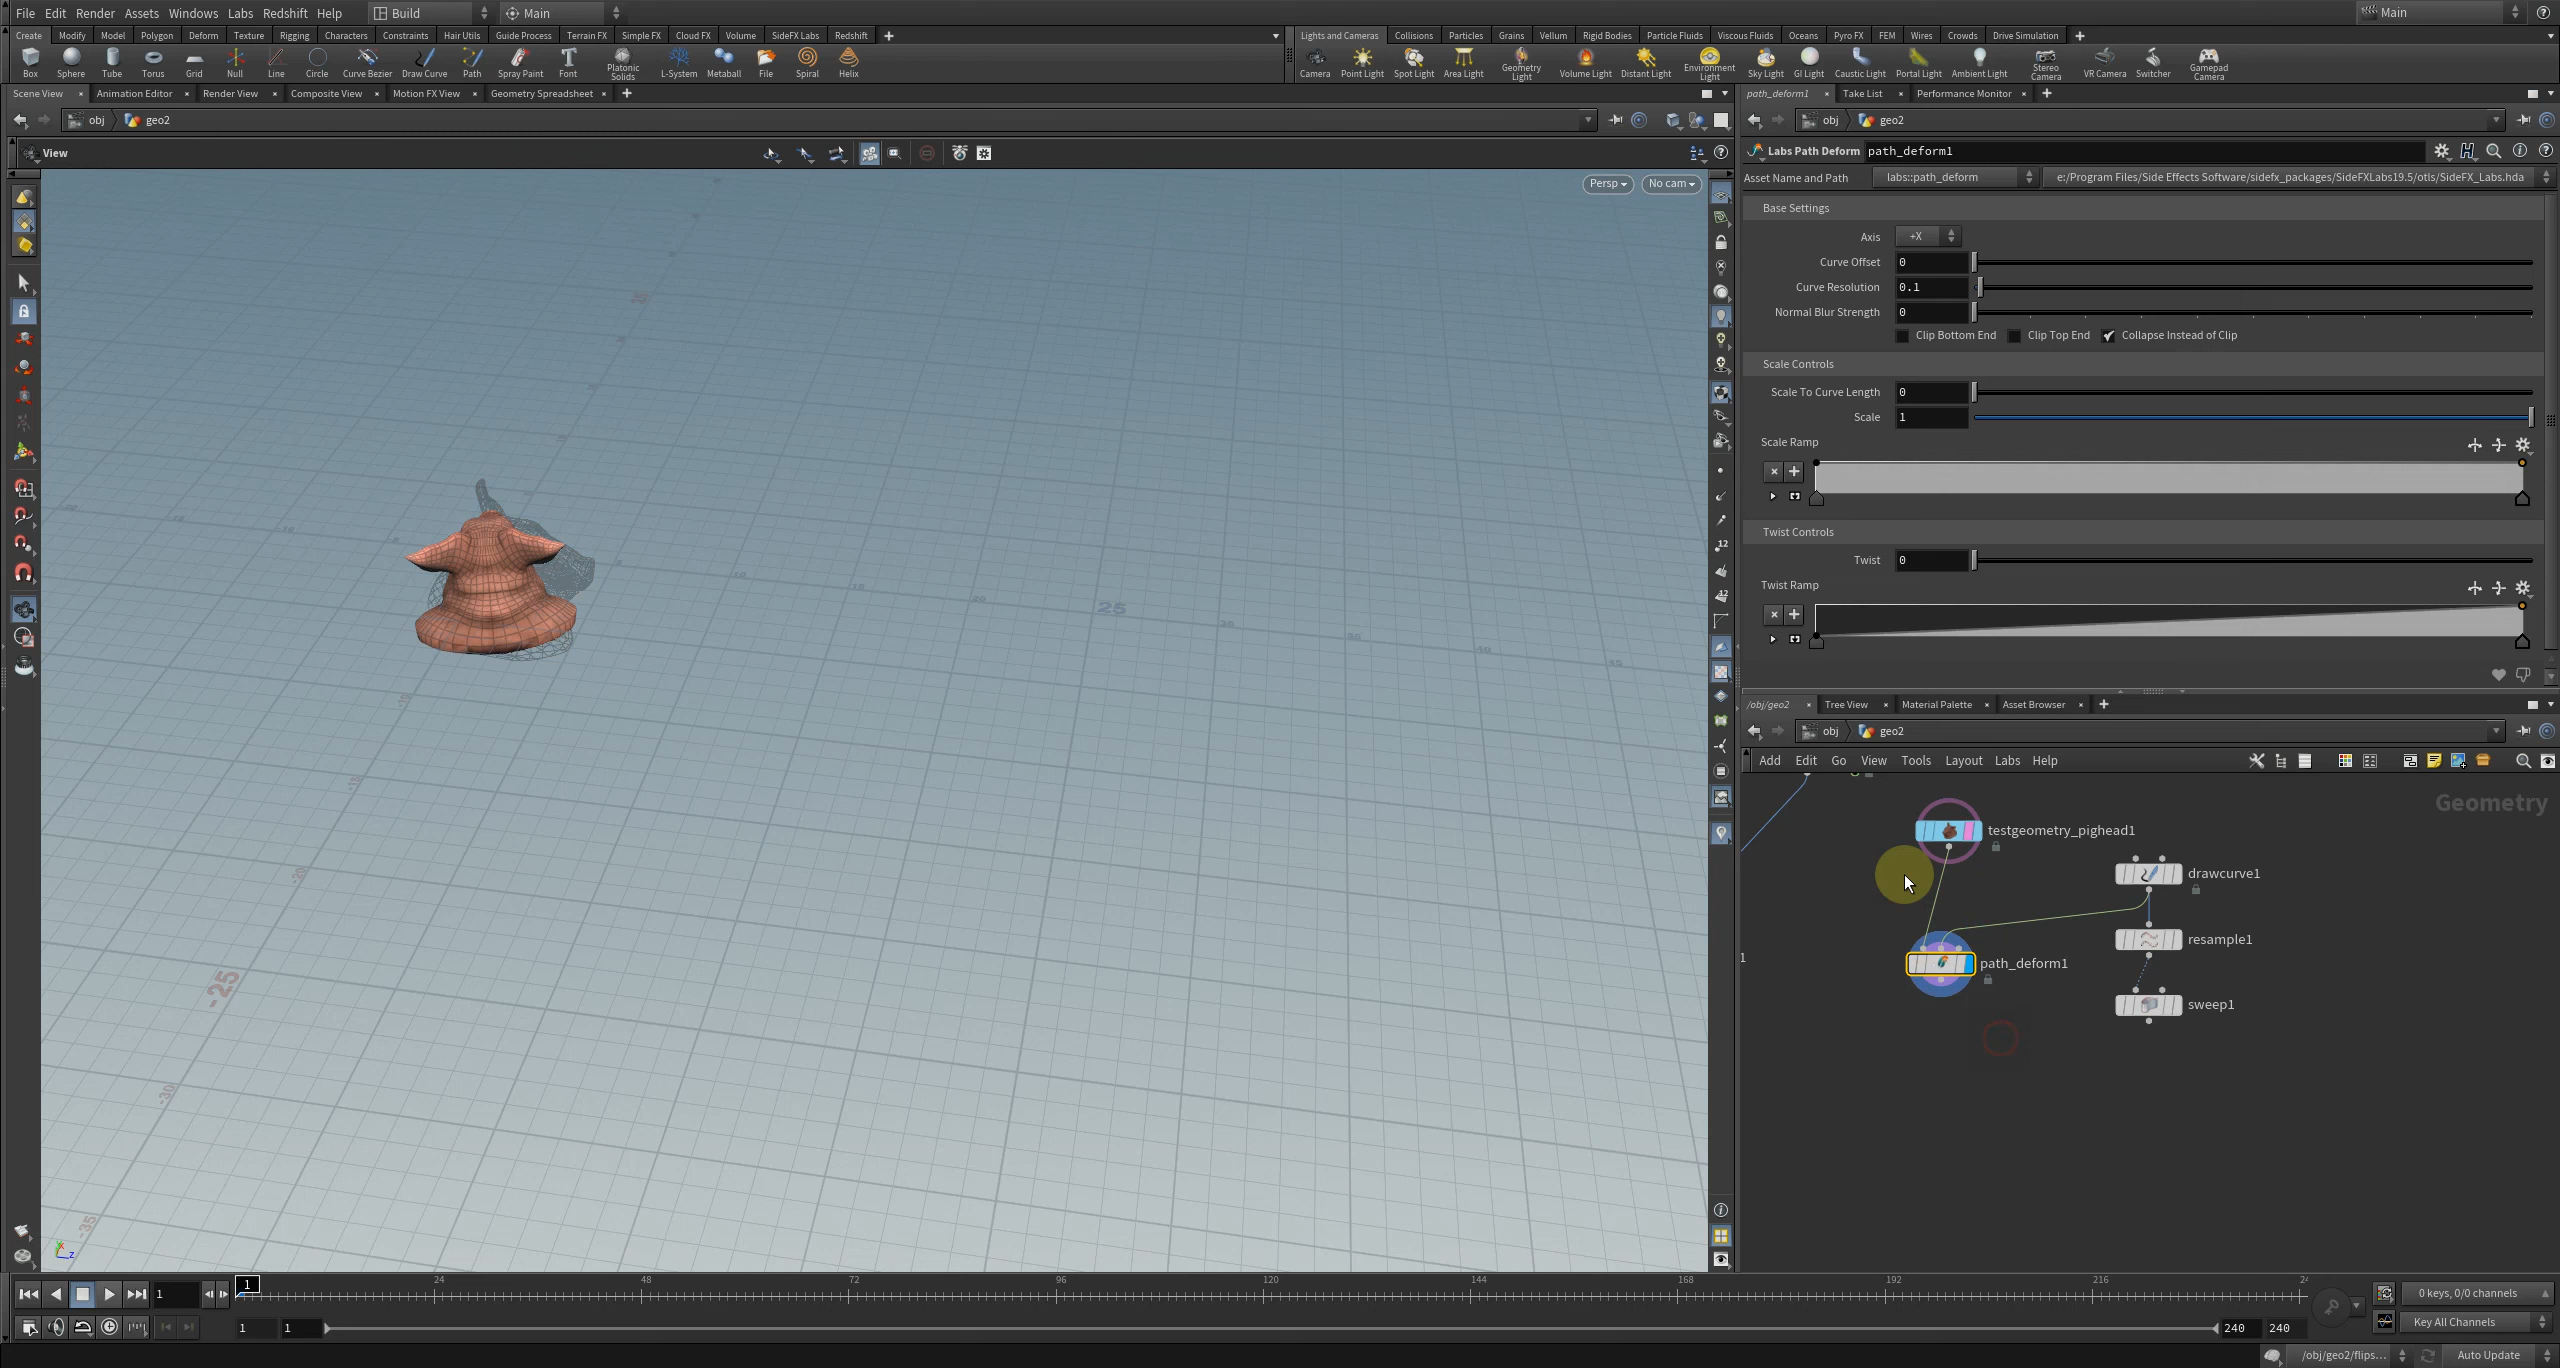 File Edit Render Assets Windows Labs Redshift Help Build Main Main
Create Modify Model Polygon Deform Texture Rigging Characters Constraints Hair Utils Guide Process Terrain FX Simple FX Cloud FX Volume SideFX Labs Redshift
Lights and Cameras Collisions Particles Grains Vellum Rigid Bodies Particle Fluids Viscous Fluids Oceans Pyro FX FEM Wires Crowds Drive Simulation
Box Sphere Tube Torus Grid Null Line Circle Curve Bezier Draw Curve Path Spray Paint Font Platonic Solids L-System Metaball File Spiral Helix
Camera Point Light Spot Light Area Light Geometry Light Volume Light Distant Light Environment Light Sky Light GI Light Caustic Light Portal Light Ambient Light Stereo Camera VR Camera Switcher Gamepad Camera
Scene View Animation Editor Render View Composite View Motion FX View Geometry Spreadsheet
path_deform1 Take List Performance Monitor
obj geo2
obj geo2
View
Labs Path Deform path_deform1
Asset Name and Path labs::path_deform e:/Program Files/Side Effects Software/sidefx_packages/SideFXLabs19.5/otls/SideFX_Labs.hda
Persp No cam
Base Settings
Axis +X
Curve Offset 0
Curve Resolution 0.1
Normal Blur Strength 0
Clip Bottom End Clip Top End Collapse Instead of Clip
Scale Controls
Scale To Curve Length 0
Scale 1
Scale Ramp
Twist Controls
Twist 0
Twist Ramp
25
-25
-30
-35
/obj/geo2 Tree View Material Palette Asset Browser
obj geo2
Add Edit Go View Tools Layout Labs Help
Geometry
testgeometry_pighead1
drawcurve1
resample1
path_deform1
sweep1
1
1 1 24 48 72 96 120 144 168 192 216 24
0 keys, 0/0 channels
1 1 240 240
Key All Channels
/obj/geo2/flips... Auto Update